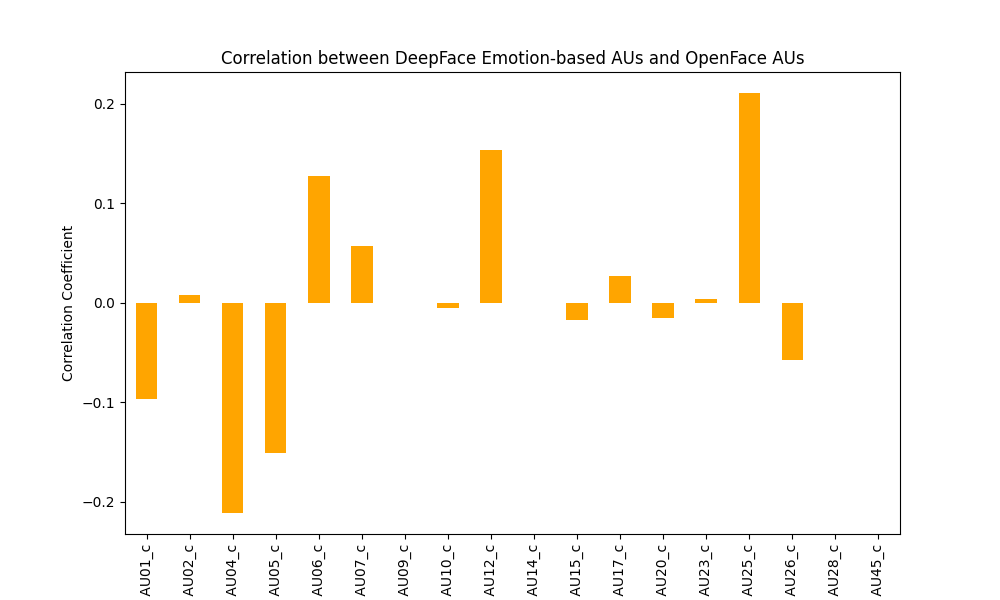 Correlation between DeepFace Emotion-based AUs and OpenFace AUs
Correlation Coefficient
0.2
0.1
0.0
−0.1
−0.2
AU01_c
AU02_c
AU04_c
AU05_c
AU06_c
AU07_c
AU09_c
AU10_c
AU12_c
AU14_c
AU15_c
AU17_c
AU20_c
AU23_c
AU25_c
AU26_c
AU28_c
AU45_c